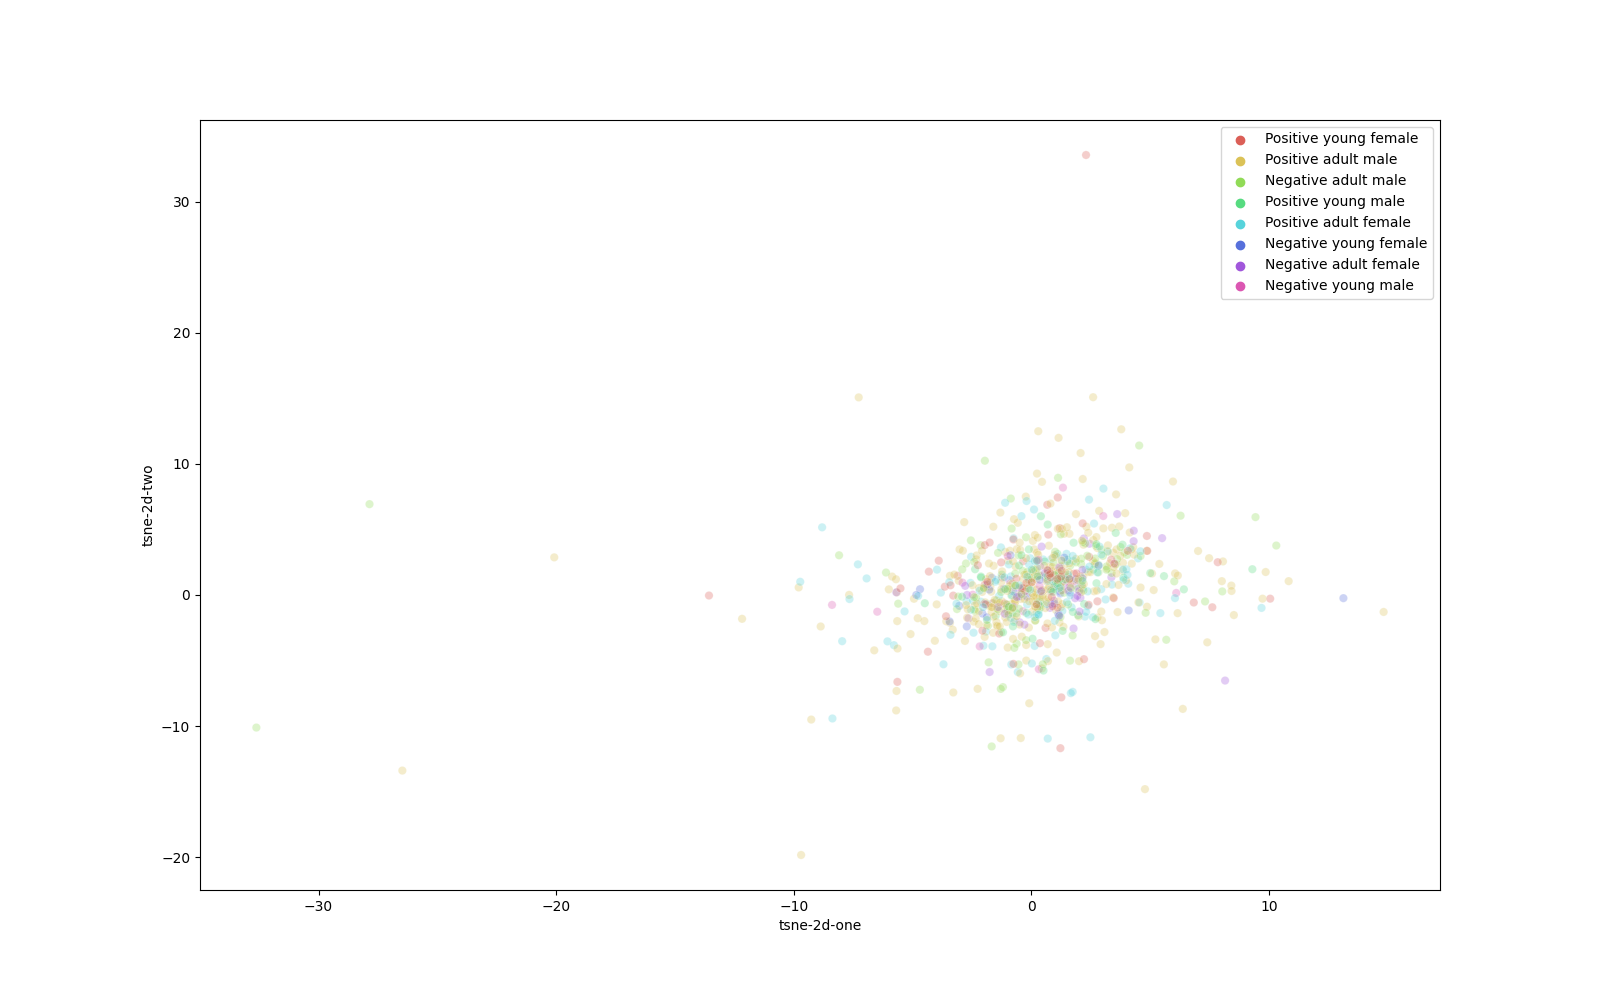 Positive young female
Positive adult male
Negative adult male
Positive young male
Positive adult female
Negative young female
Negative adult female
Negative young male
30
20
10
0
−10
−20
tsne-2d-two
−30
−20
−10
0
10
tsne-2d-one